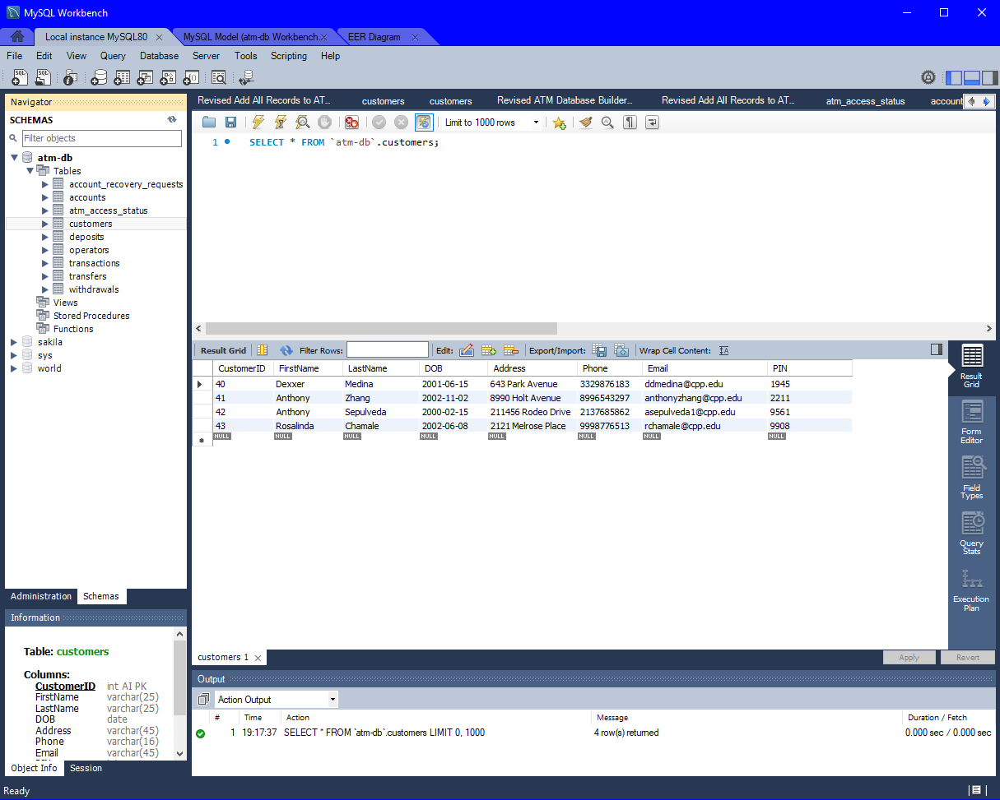 MySQL Workbench
Local instance MySQL80 MySQL Model (atm-db Workbench. EER Diagram
File Edit View Query Database Server Tools Scripting Help
Navigator
SCHEMAS
Filter objects
atm-db
Tables
account_recovery_requests
accounts
atm_access_status
customers
deposits
operators
transactions
transfers
withdrawals
Views
Stored Procedures
Functions
sakila
sys
world
Administration Schemas
Information
Table: customers
Columns:
CustomerID int AI PK
FirstName varchar(25)
LastName varchar(25)
DOB date
Address varchar(45)
Phone varchar(16)
Email varchar(45)
Object Info Session
Revised Add All Records to AT... customers customers Revised ATM Database Builder... Revised Add All Records to AT... atm_access_status account
Limit to 1000 rows
1 SELECT * FROM `atm-db`.customers;
Result Grid Filter Rows: Edit: Export/Import: Wrap Cell Content:
CustomerID FirstName LastName DOB Address Phone Email PIN
40 Dexxer Medina 2001-06-15 643 Park Avenue 3329876183 ddmedina@cpp.edu 1945
41 Anthony Zhang 2002-11-02 8990 Holt Avenue 8996543297 anthonyzhang@cpp.edu 2211
42 Anthony Sepulveda 2000-02-15 211456 Rodeo Drive 2137685862 asepulveda1@cpp.edu 9561
43 Rosalinda Chamale 2002-06-08 2121 Melrose Place 9998776513 rchamale@cpp.edu 9908
NULL NULL NULL NULL NULL NULL NULL NULL
Result
Grid
Form
Editor
Field
Types
Query
Stats
Execution
Plan
customers 1 Apply Revert
Output
Action Output
# Time Action Message Duration / Fetch
1 19:17:37 SELECT * FROM `atm-db`.customers LIMIT 0, 1000 4 row(s) returned 0.000 sec / 0.000 sec
Ready